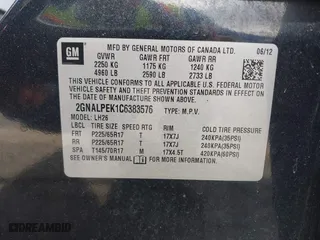 GM
MFD BY GENERAL MOTORS OF CANADA LTD.
06/12
GVWR GAWR FRT GAWR RR
2250 KG 1175 KG 1240 KG
4960 LB 2590 LB 2733 LB
THIS VEHICLE CONFORMS TO ALL APPLICABLE U.S. FEDERAL
MOTOR VEHICLE SAFETY, BUMPER, AND THEFT PREVENTION
STANDARDS IN EFFECT ON THE DATE OF MANUFACTURE
SHOWN ABOVE.
2GNALPEK1C6383576 TYPE: M.P.V.
MODEL: LH26
LBCL TIRE SIZE SPEED RTG RIM COLD TIRE PRESSURE
FRT P225/65R17 T 17X7J 240KPA(35PSI)
RR P225/65R17 T 17X7J 240KPA(35PSI)
SPA T145/70R17 M 17X4.5T 420KPA(60PSI)
SEE OWNER'S MANUAL FOR ADDITIONAL INFORMATION.